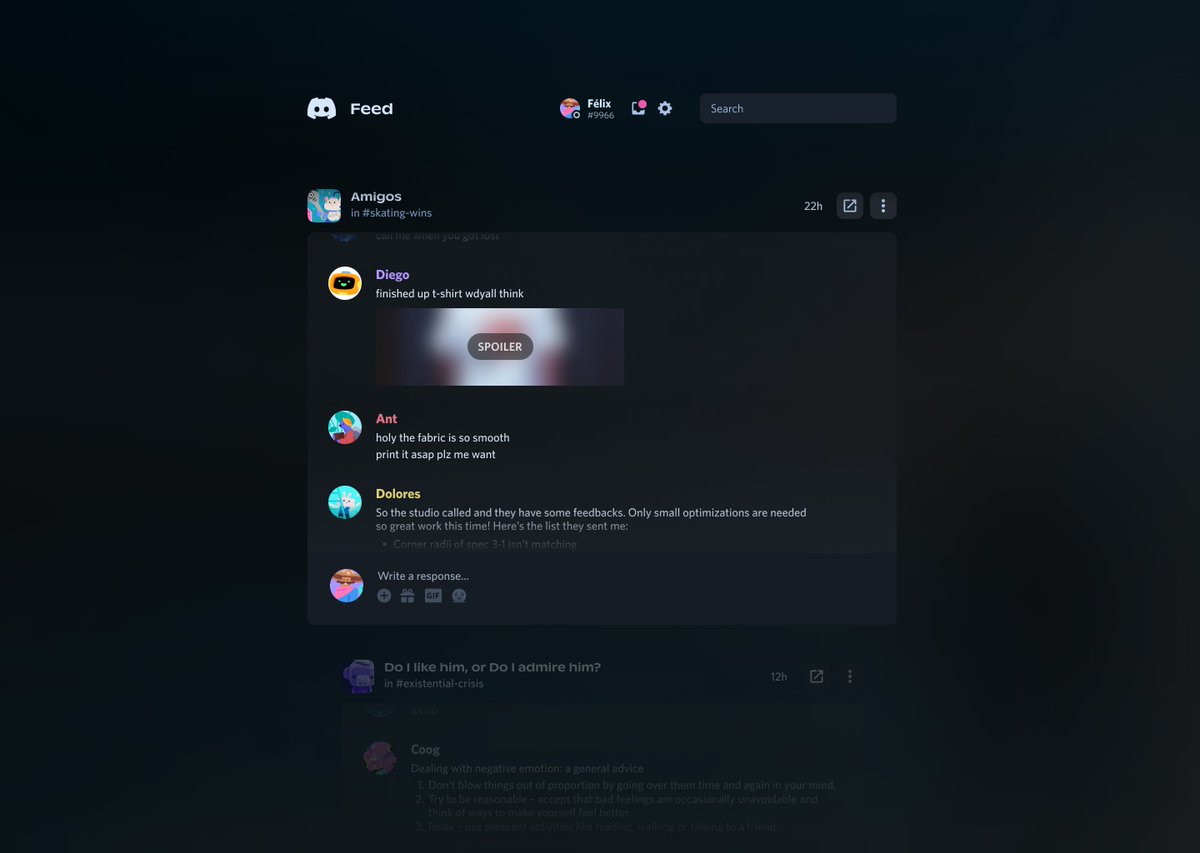 Feed
Félix
#9966
Search
Amigos
in #skating-wins
22h
call me when you got lost
Diego
finished up t-shirt wdyall think
SPOILER
Ant
holy the fabric is so smooth
print it asap plz me want
Dolores
So the studio called and they have some feedbacks. Only small optimizations are needed
so great work this time! Here’s the list they sent me:
• Corner radii of spec 3-1 isn’t matching
Write a response...
GIF
Do I like him, or Do I admire him?
in #existential-crisis
12h
lol no
Coog
Dealing with negative emotion: a general advice
1. Don’t blow things out of proportion by going over them time and again in your mind.
2. Try to be reasonable – accept that bad feelings are occasionally unavoidable and
think of ways to make yourself feel better.
3. Relax – use pleasant activities like reading, walking or talking to a friend.